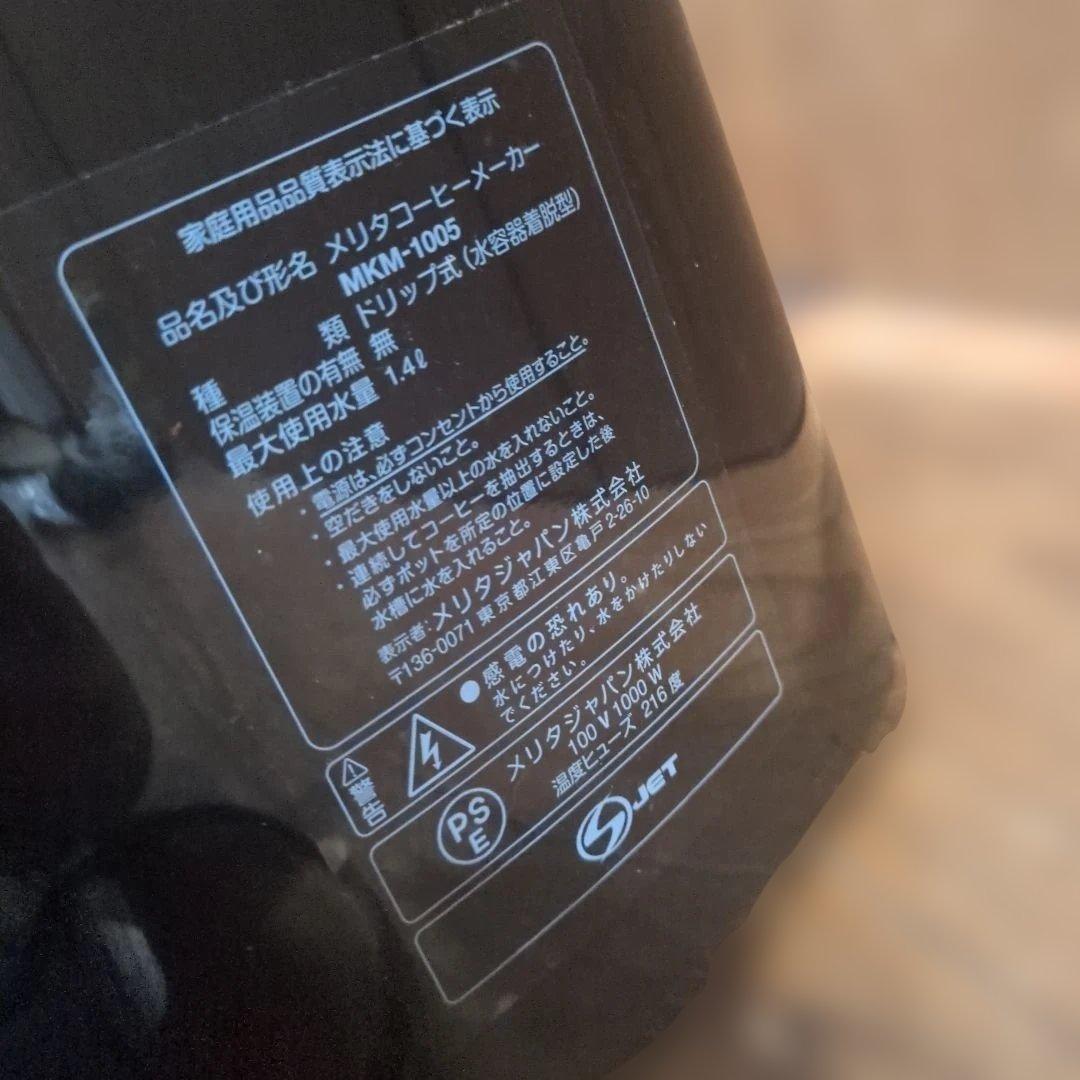 家庭用品品質表示法に基づく表示
品名及び形名 メリタコーヒーメーカー
MKM-1005
種 類 ドリップ式(水容器着脱型)
保温装置の有無 無
最大使用水量 1.4ℓ
使用上の注意
・電源は、必ずコンセントから使用すること。
空だきをしないこと。
・最大使用水量以上の水を入れないこと。
・連続してコーヒーを抽出するときは、
必ずポットを所定の位置に設定した後
水槽に水を入れること。
表示者:メリタジャパン株式会社
〒136-0071 東京都江東区亀戸 2-26-10
警告
●感電の恐れあり。
水につけたり、水をかけたりしない
でください。
PSE
メリタジャパン株式会社
100 V 1000 W
温度ヒューズ 216 度
JET